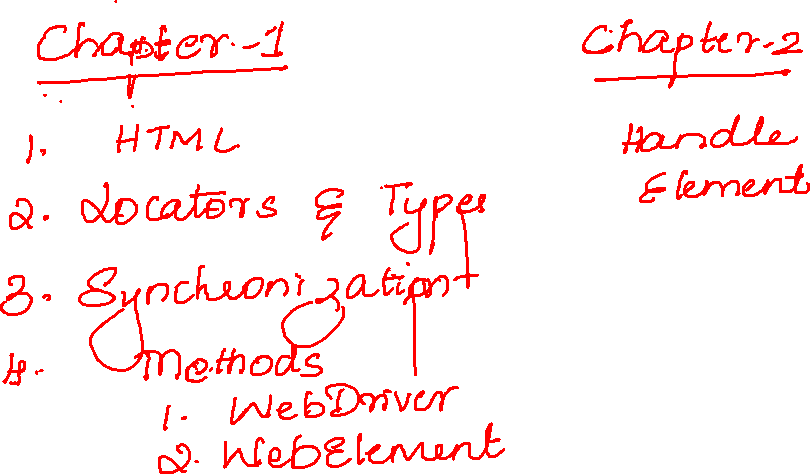 Chapter-1
1. HTML
2. Locators & Types
3. Synchronization
4. Methods
1. WebDriver
2. WebElement
Chapter-2
Handle
Element